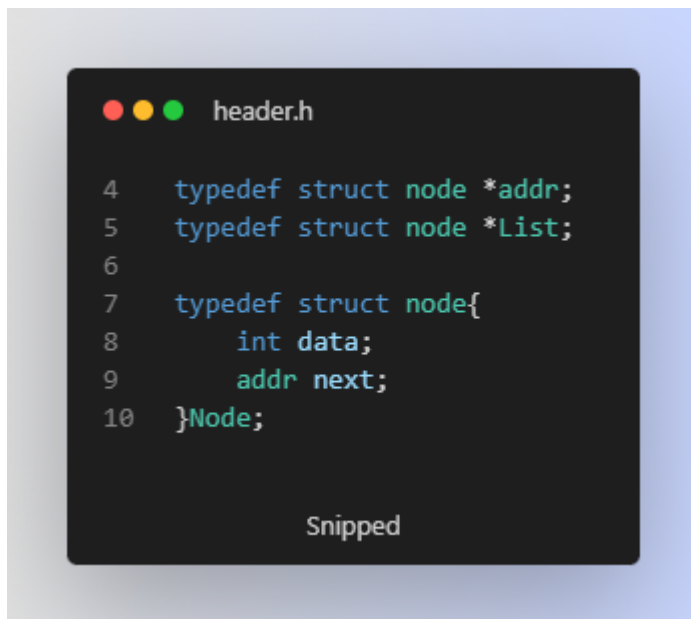 header.h
4 typedef struct node *addr;
5 typedef struct node *List;
6
7 typedef struct node{
8     int data;
9     addr next;
10 }Node;
Snipped